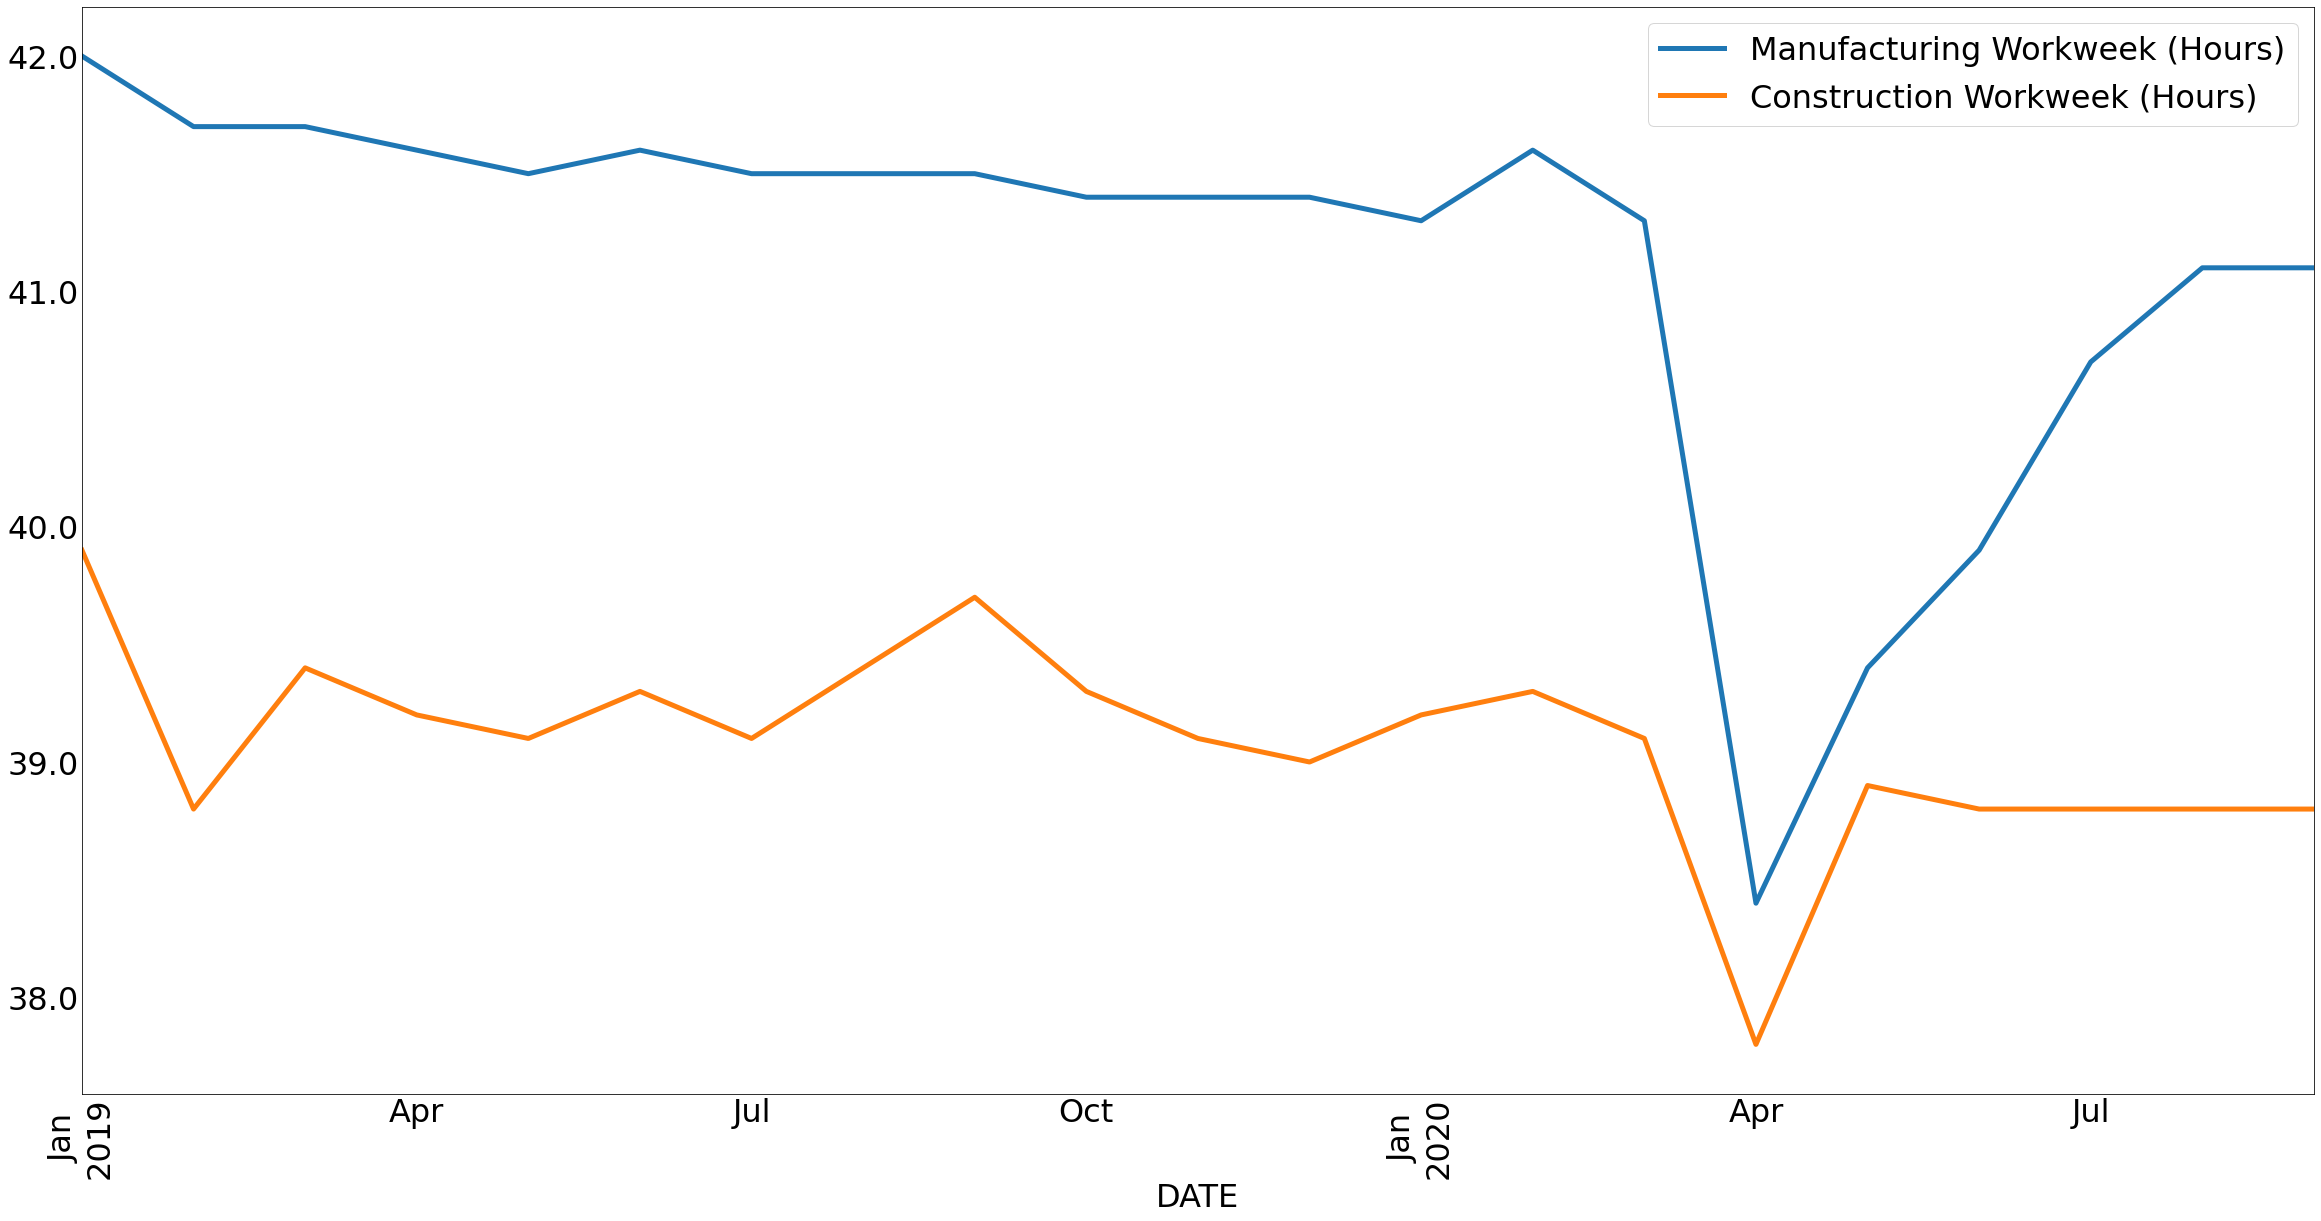 Manufacturing Workweek (Hours)
Construction Workweek (Hours)
42.0
41.0
40.0
39.0
38.0
Jan
2019
Apr
Jul
Oct
Jan
2020
Apr
Jul
DATE